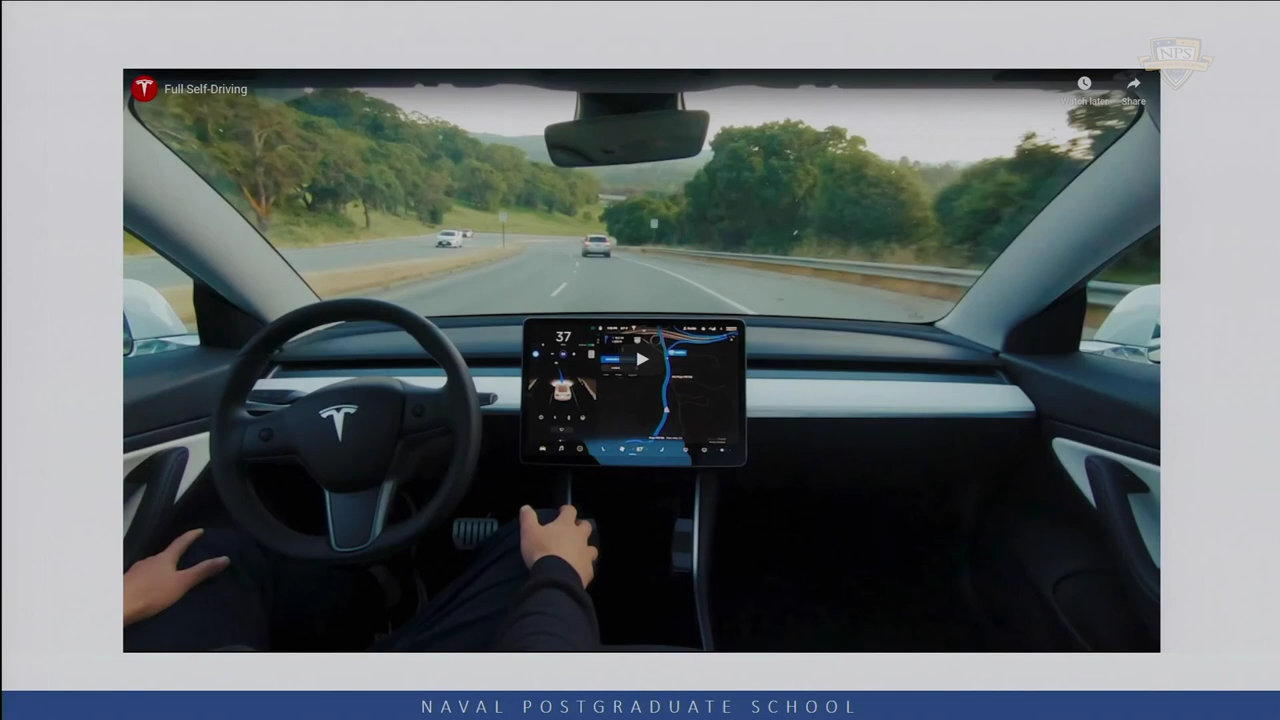 NPS
Full Self-Driving
Watch later
Share
37
NAVAL POSTGRADUATE SCHOOL